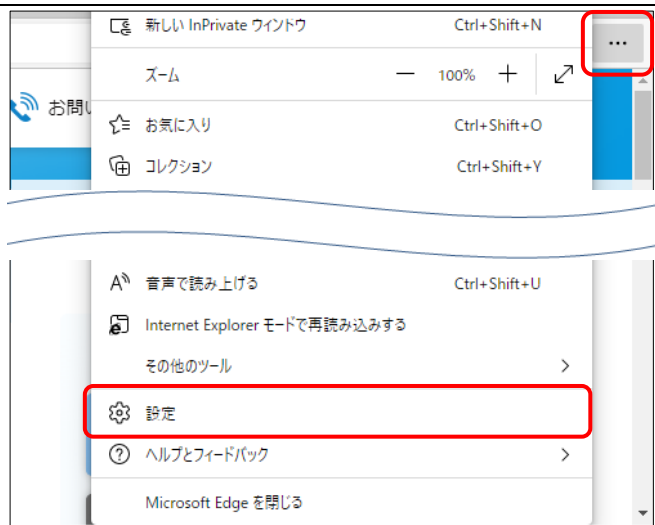 新しい InPrivate ウインドウ Ctrl+Shift+N
...
ズーム — 100% +
お問い
お気に入り Ctrl+Shift+O
コレクション Ctrl+Shift+Y
音声で読み上げる Ctrl+Shift+U
Internet Explorer モードで再読み込みする
その他のツール
設定
ヘルプとフィードバック
Microsoft Edge を閉じる